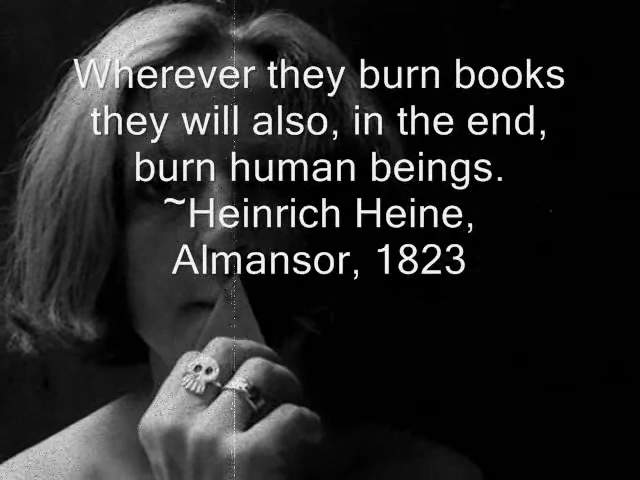 Wherever they burn books
they will also, in the end,
burn human beings.
~Heinrich Heine,
Almansor, 1823